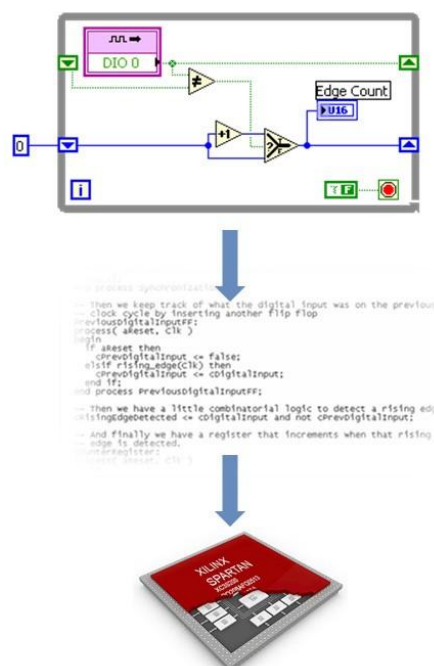 DIO 0
≠
Edge Count
U16
+1
?
0
i
T F
-- Then we keep track of what the digital input was on the previous
-- clock cycle by inserting another flip flop
PreviousDigitalInputFF:
process( aReset, Clk )
begin
if aReset then
cPrevDigitalInput <= false;
elsif rising_edge(Clk) then
cPrevDigitalInput <= cDigitalInput;
end if;
end process PreviousDigitalInputFF;
-- Then we have a little combinatorial logic to detect a rising edge
RisingEdgeDetected <= cDigitalInput and not cPrevDigitalInput;
-- And finally we have a register that increments when that rising
edge is detected.
XILINX
SPARTAN